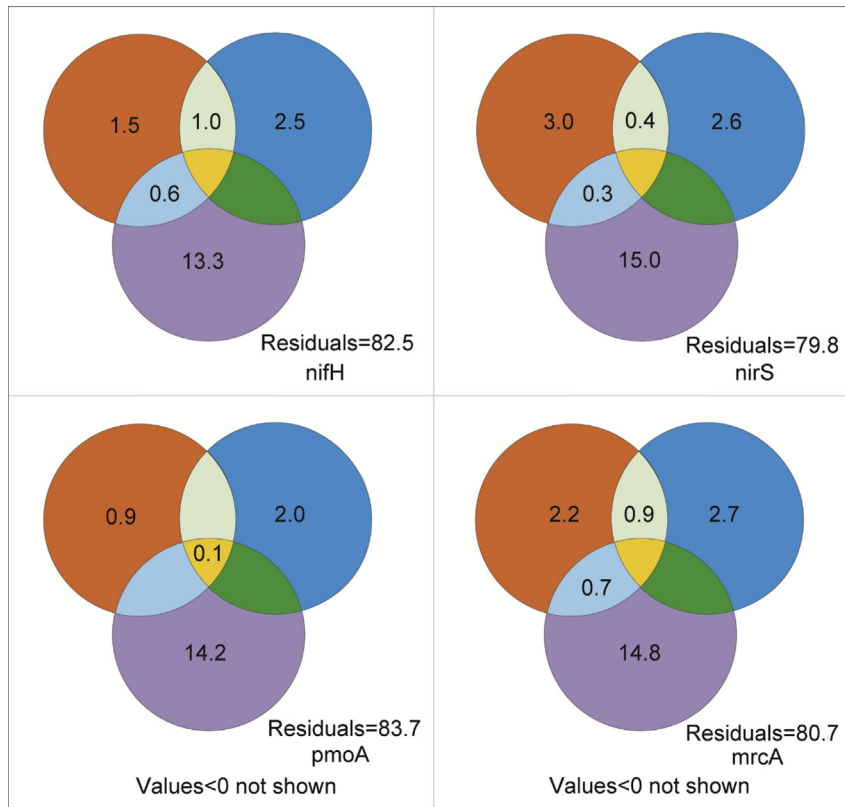 1.5
1.0
2.5
0.6
13.3
Residuals=82.5
nifH
3.0
0.4
2.6
0.3
15.0
Residuals=79.8
nirS
0.9
2.0
0.1
14.2
Residuals=83.7
pmoA
Values<0 not shown
2.2
0.9
2.7
0.7
14.8
Residuals=80.7
mrcA
Values<0 not shown